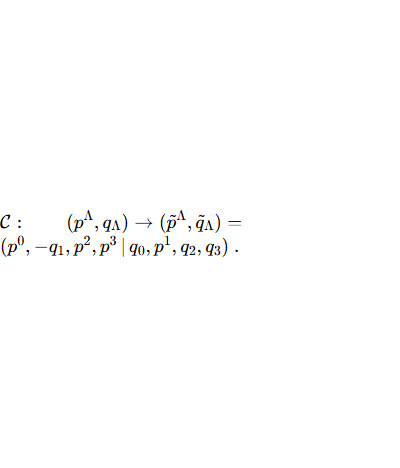 𝒞 : (p^Λ, q_Λ) → (p̃^Λ, q̃_Λ) =
(p^0, −q_1, p^2, p^3 | q_0, p^1, q_2, q_3) .